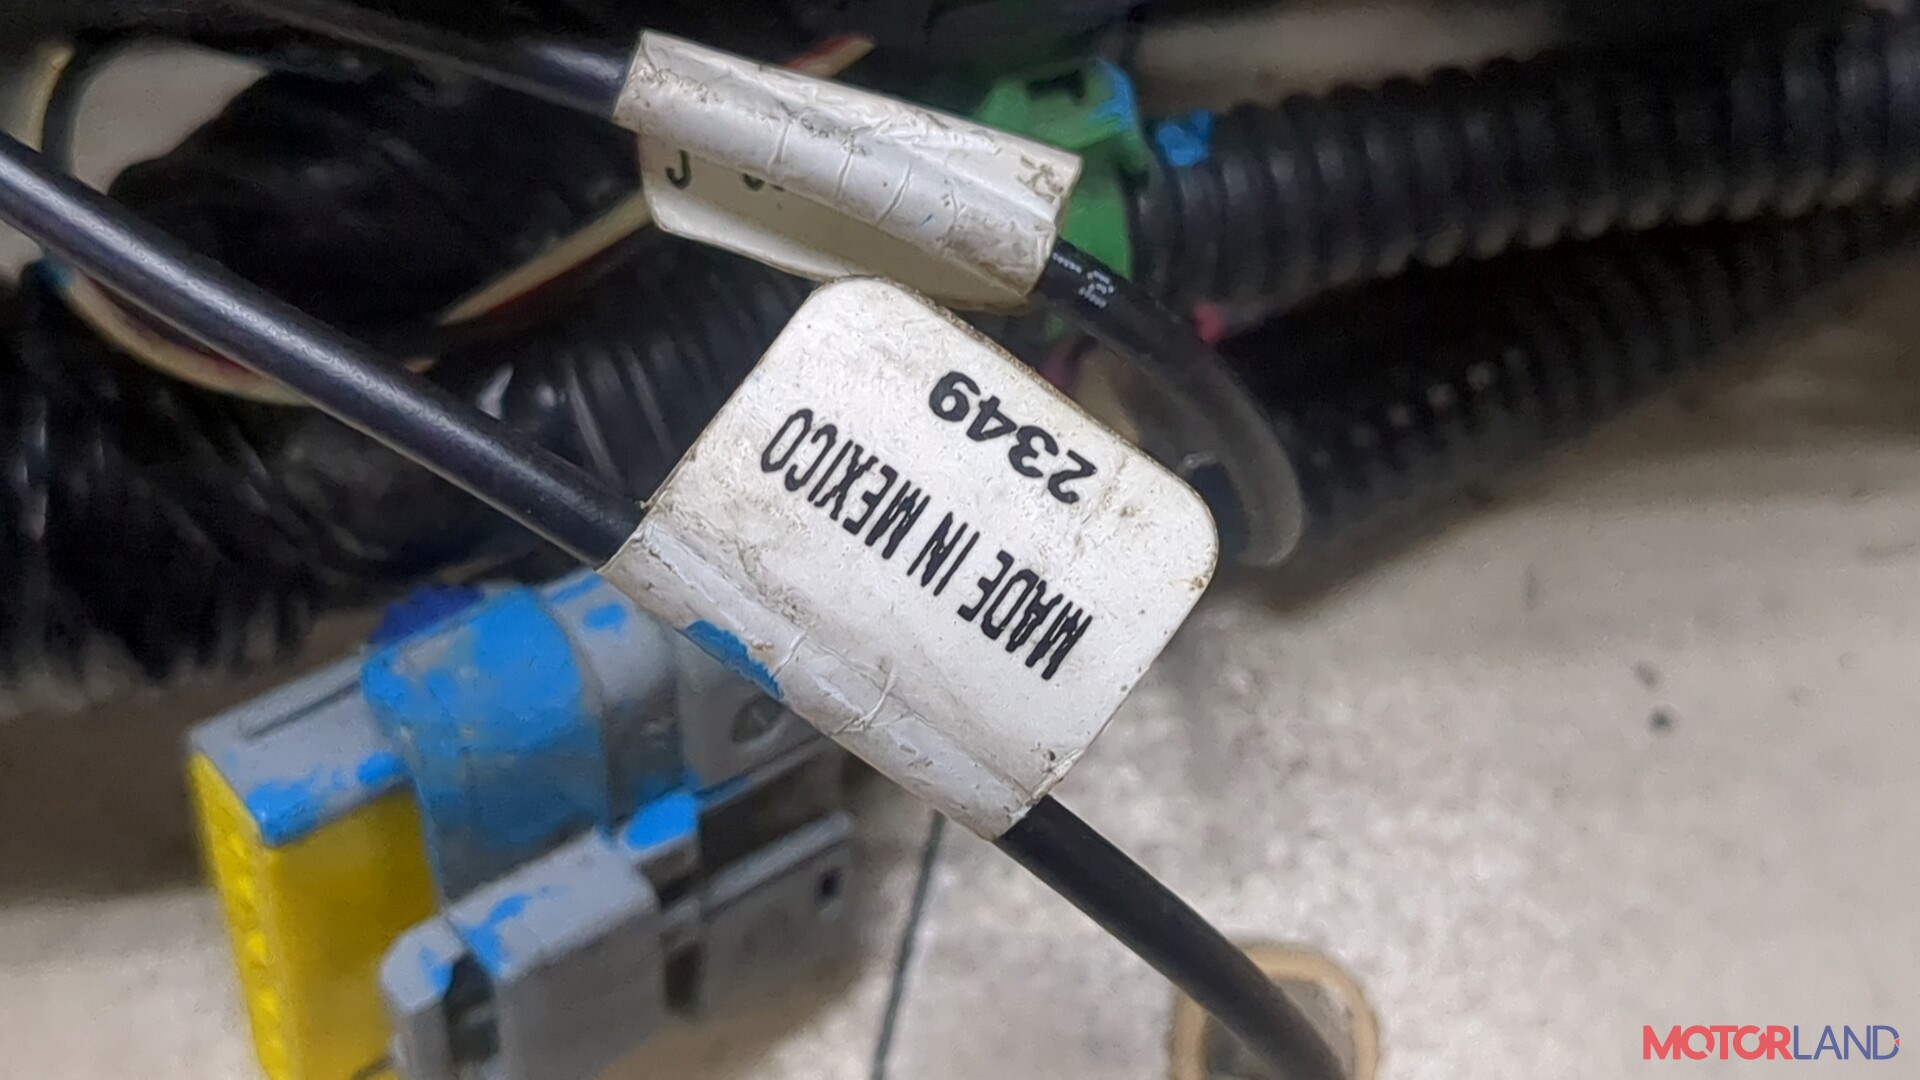 J
MADE IN MEXICO
2349
MOTORLAND